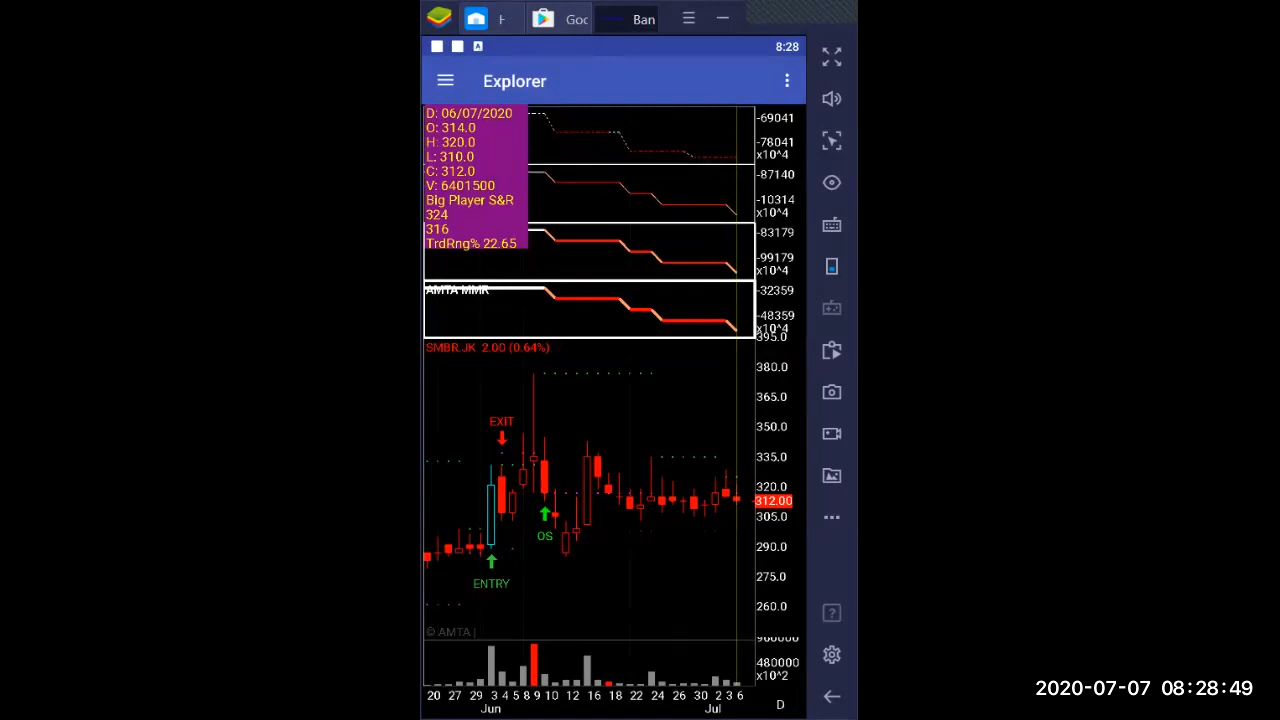 H
Goc
Ban
A
8:28
Explorer
D: 06/07/2020
O: 314.0
H: 320.0
L: 310.0
C: 312.0
V: 6401500
Big Player S&R
324
316
TrdRng% 22.65
-69041
-78041
x10^4
-87140
-10314
x10^4
-83179
-99179
x10^4
AMTA MMR
-32359
-48359
x10^4
395.0
SMBR.JK 2.00 (0.64%)
380.0
365.0
350.0
335.0
320.0
312.00
305.0
290.0
275.0
260.0
EXIT
OS
ENTRY
© AMTA |
960000
480000
x10^2
20 27 29 3 4 5 8 9 10 12 16 18 22 24 26 30 2 3 6
Jun Jul D
2020-07-07 08:28:49